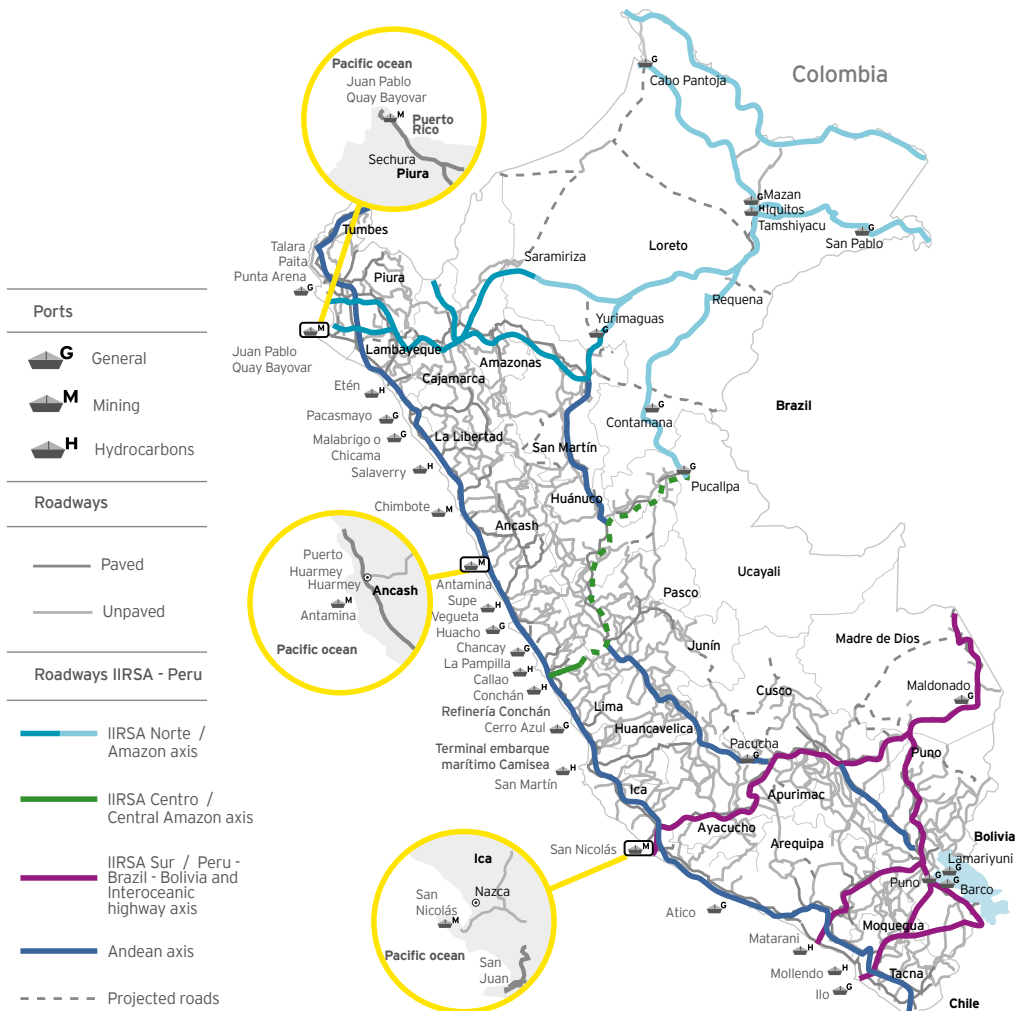 Ports
G
General
M
Mining
H
Hydrocarbons
Roadways
Paved
Unpaved
Roadways IIRSA - Peru
IIRSA Norte /
Amazon axis
IIRSA Centro /
Central Amazon axis
IIRSA Sur / Peru -
Brazil - Bolivia and
Interoceanic
highway axis
Andean axis
Projected roads
Pacific ocean
Juan Pablo
Quay Bayovar
M
Puerto
Rico
Sechura
Piura
G
Cabo Pantoja
Colombia
G
Mazan
H
Iquitos
Tamshiyacu
G
San Pablo
Loreto
Tumbes
Talara
Paita
Punta Arena
G
Piura
Saramiriza
Requena
M
Juan Pablo
Quay Bayovar
Lambayeque
Yurimaguas
G
Amazonas
Cajamarca
Etén
H
Brazil
Pacasmayo
G
Contamana
G
Malabrigo o
Chicama
G
La Libertad
San Martín
Salaverry
H
G
Pucallpa
Huánuco
Chimbote
M
Ancash
Puerto
Huarmey
Huarmey
M
Antamina
Ancash
Pacific ocean
M
Antamina
Supe
H
Vegueta
Huacho
G
Chancay
G
La Pampilla
H
Callao
Conchán
H
Refinería Conchán
Cerro Azul
G
Terminal embarque
marítimo Camisea
H
San Martín
Ucayali
Pasco
Junín
Madre de Dios
Maldonado
G
Cusco
Lima
Huancavelica
Pacucha
G
Puno
Ica
Apurimac
Ayacucho
Arequipa
Bolivia
San Nicolás
M
Lamariyuni
G
Puno
G
G
Barco
Ica
Nazca
San
Nicolás
M
Pacific ocean
San
Juan
Atico
G
Moquegua
Matarani
H
Mollendo
H
Ilo
G
Tacna
Chile